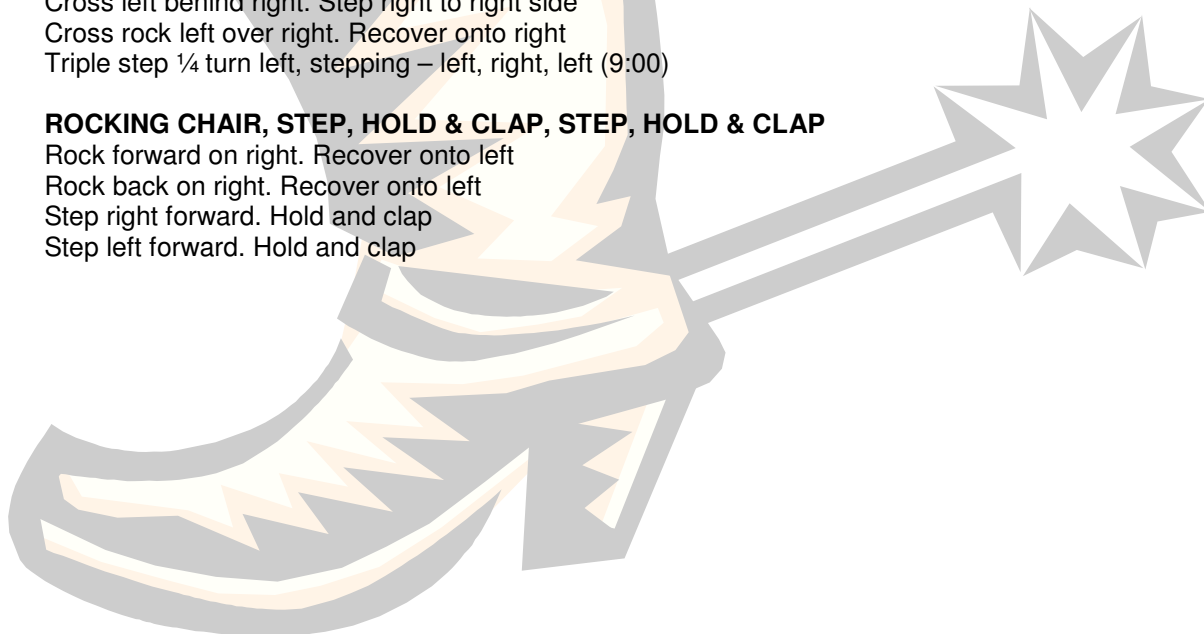 Cross left behind right. Step right to right side
Cross rock left over right. Recover onto right
Triple step ¼ turn left, stepping – left, right, left (9:00)
ROCKING CHAIR, STEP, HOLD & CLAP, STEP, HOLD & CLAP
Rock forward on right. Recover onto left
Rock back on right. Recover onto left
Step right forward. Hold and clap
Step left forward. Hold and clap